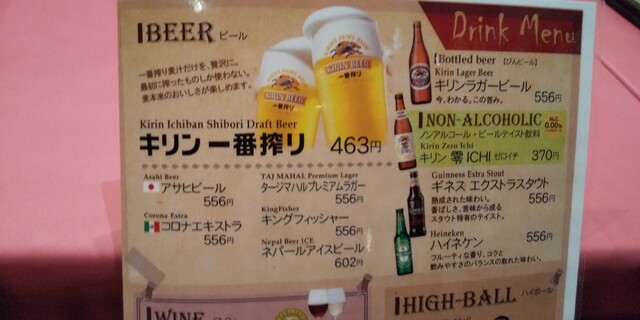 BEER ビール
Drink Menu
一番搾り麦汁だけを、贅沢に。
最初に搾ったものしか使わない。
麦本来のおいしさが楽しめます。
KIRIN BEER
一番搾り
KIRIN BEER
一番搾り
Kirin Ichiban Shibori Draft Beer
キリン 一番搾り 463円
Bottled beer [びんビール]
Kirin Lager Beer
キリンラガービール
今、わかる。この苦み。 556円
NON-ALCOHOLIC ALC. 0.00%
ノンアルコール・ビールテイスト飲料
Kirin Zero Ichi
キリン 零ICHI ゼロイチ 370円
Asahi Beer
アサヒビール
556円
Corona Extra
コロナエキストラ
556円
TAJ MAHAL Premium Lager
タージマハルプレミアムラガー
556円
KingFisher
キングフィッシャー
556円
Nepal Beer ICE
ネパールアイスビール
602円
Guinness Extra Stout
ギネス エクストラスタウト
熟成された味わい。 556円
香ばしさ、苦味から成る
スタウト特有のテイスト。
Heineken
ハイネケン 556円
フルーティーな香り、コクと
飲みやすさのバランスの取れた味わい。
WINE
HIGH-BALL ハイボール